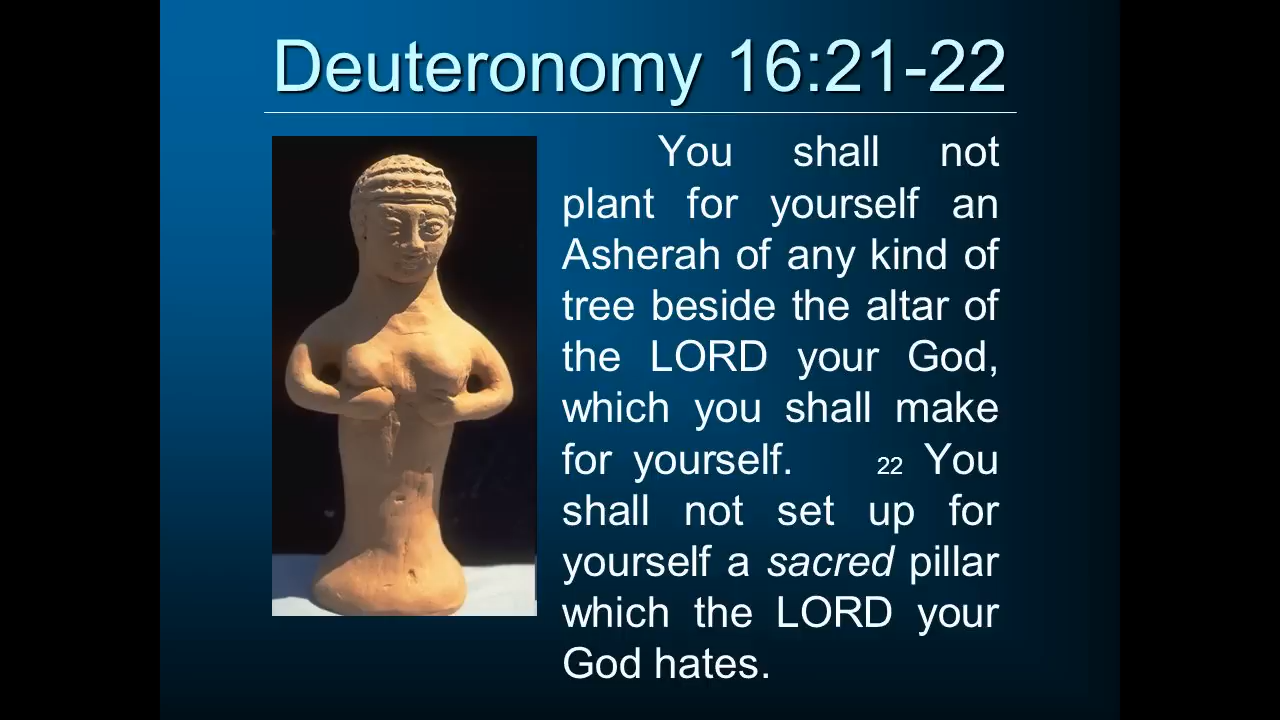 Deuteronomy 16:21-22
You shall not
plant for yourself an
Asherah of any kind of
tree beside the altar of
the LORD your God,
which you shall make
for yourself. 22 You
shall not set up for
yourself a sacred pillar
which the LORD your
God hates.